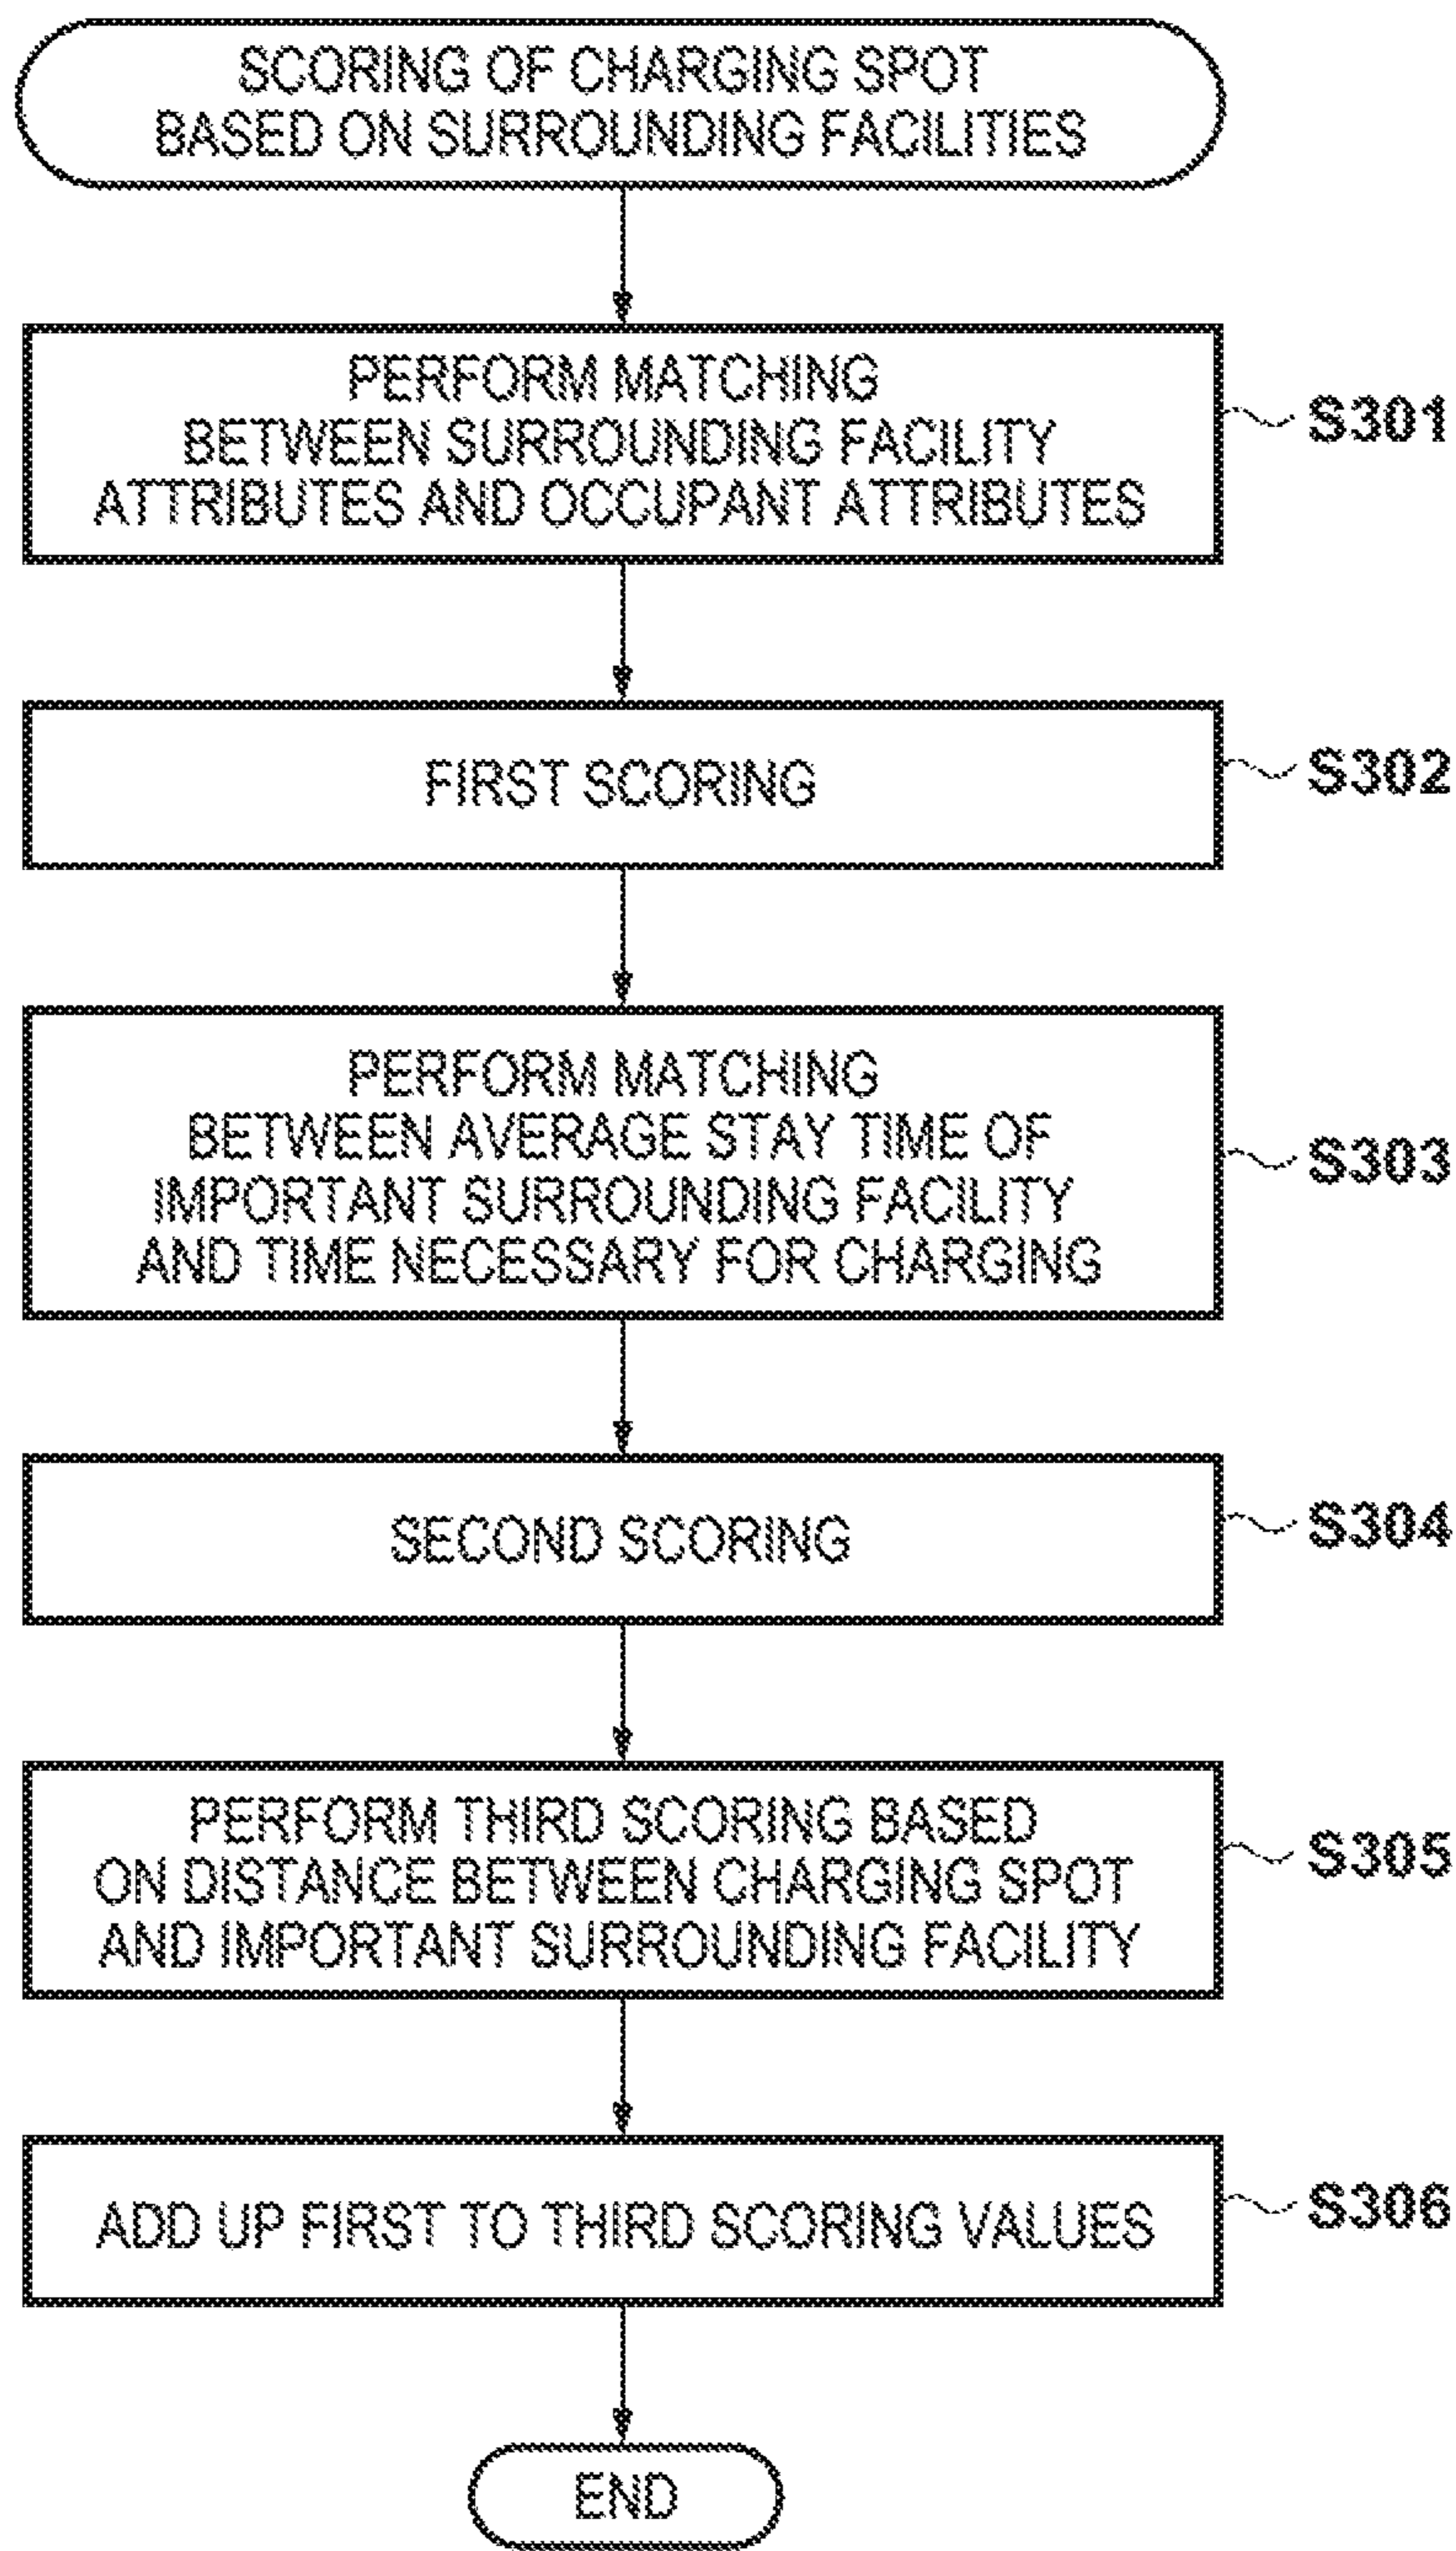 SCORING OF CHARGING SPOT
BASED ON SURROUNDING FACILITIES
PERFORM MATCHING
BETWEEN SURROUNDING FACILITY
ATTRIBUTES AND OCCUPANT ATTRIBUTES
S301
FIRST SCORING
S302
PERFORM MATCHING
BETWEEN AVERAGE STAY TIME OF
IMPORTANT SURROUNDING FACILITY
AND TIME NECESSARY FOR CHARGING
S303
SECOND SCORING
S304
PERFORM THIRD SCORING BASED
ON DISTANCE BETWEEN CHARGING SPOT
AND IMPORTANT SURROUNDING FACILITY
S305
ADD UP FIRST TO THIRD SCORING VALUES
S306
END